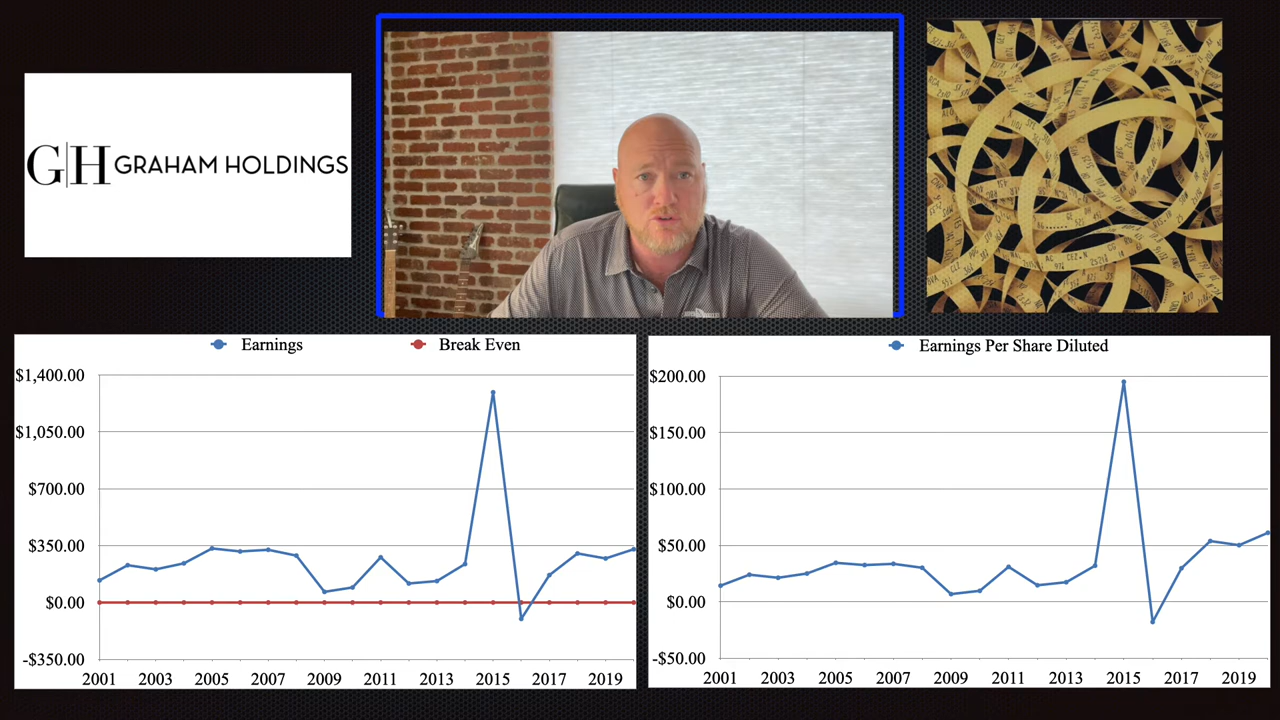 G|H GRAHAM HOLDINGS
Earnings
Break Even
$1,400.00
$1,050.00
$700.00
$350.00
$0.00
-$350.00
2001 2003 2005 2007 2009 2011 2013 2015 2017 2019
Earnings Per Share Diluted
$200.00
$150.00
$100.00
$50.00
$0.00
-$50.00
2001 2003 2005 2007 2009 2011 2013 2015 2017 2019